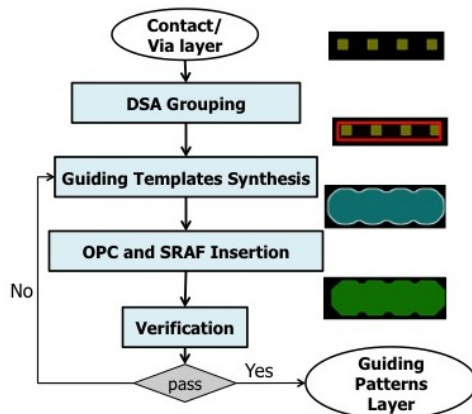 Contact/
Via layer
DSA Grouping
Guiding Templates Synthesis
OPC and SRAF Insertion
No
Verification
pass
Yes
Guiding
Patterns
Layer